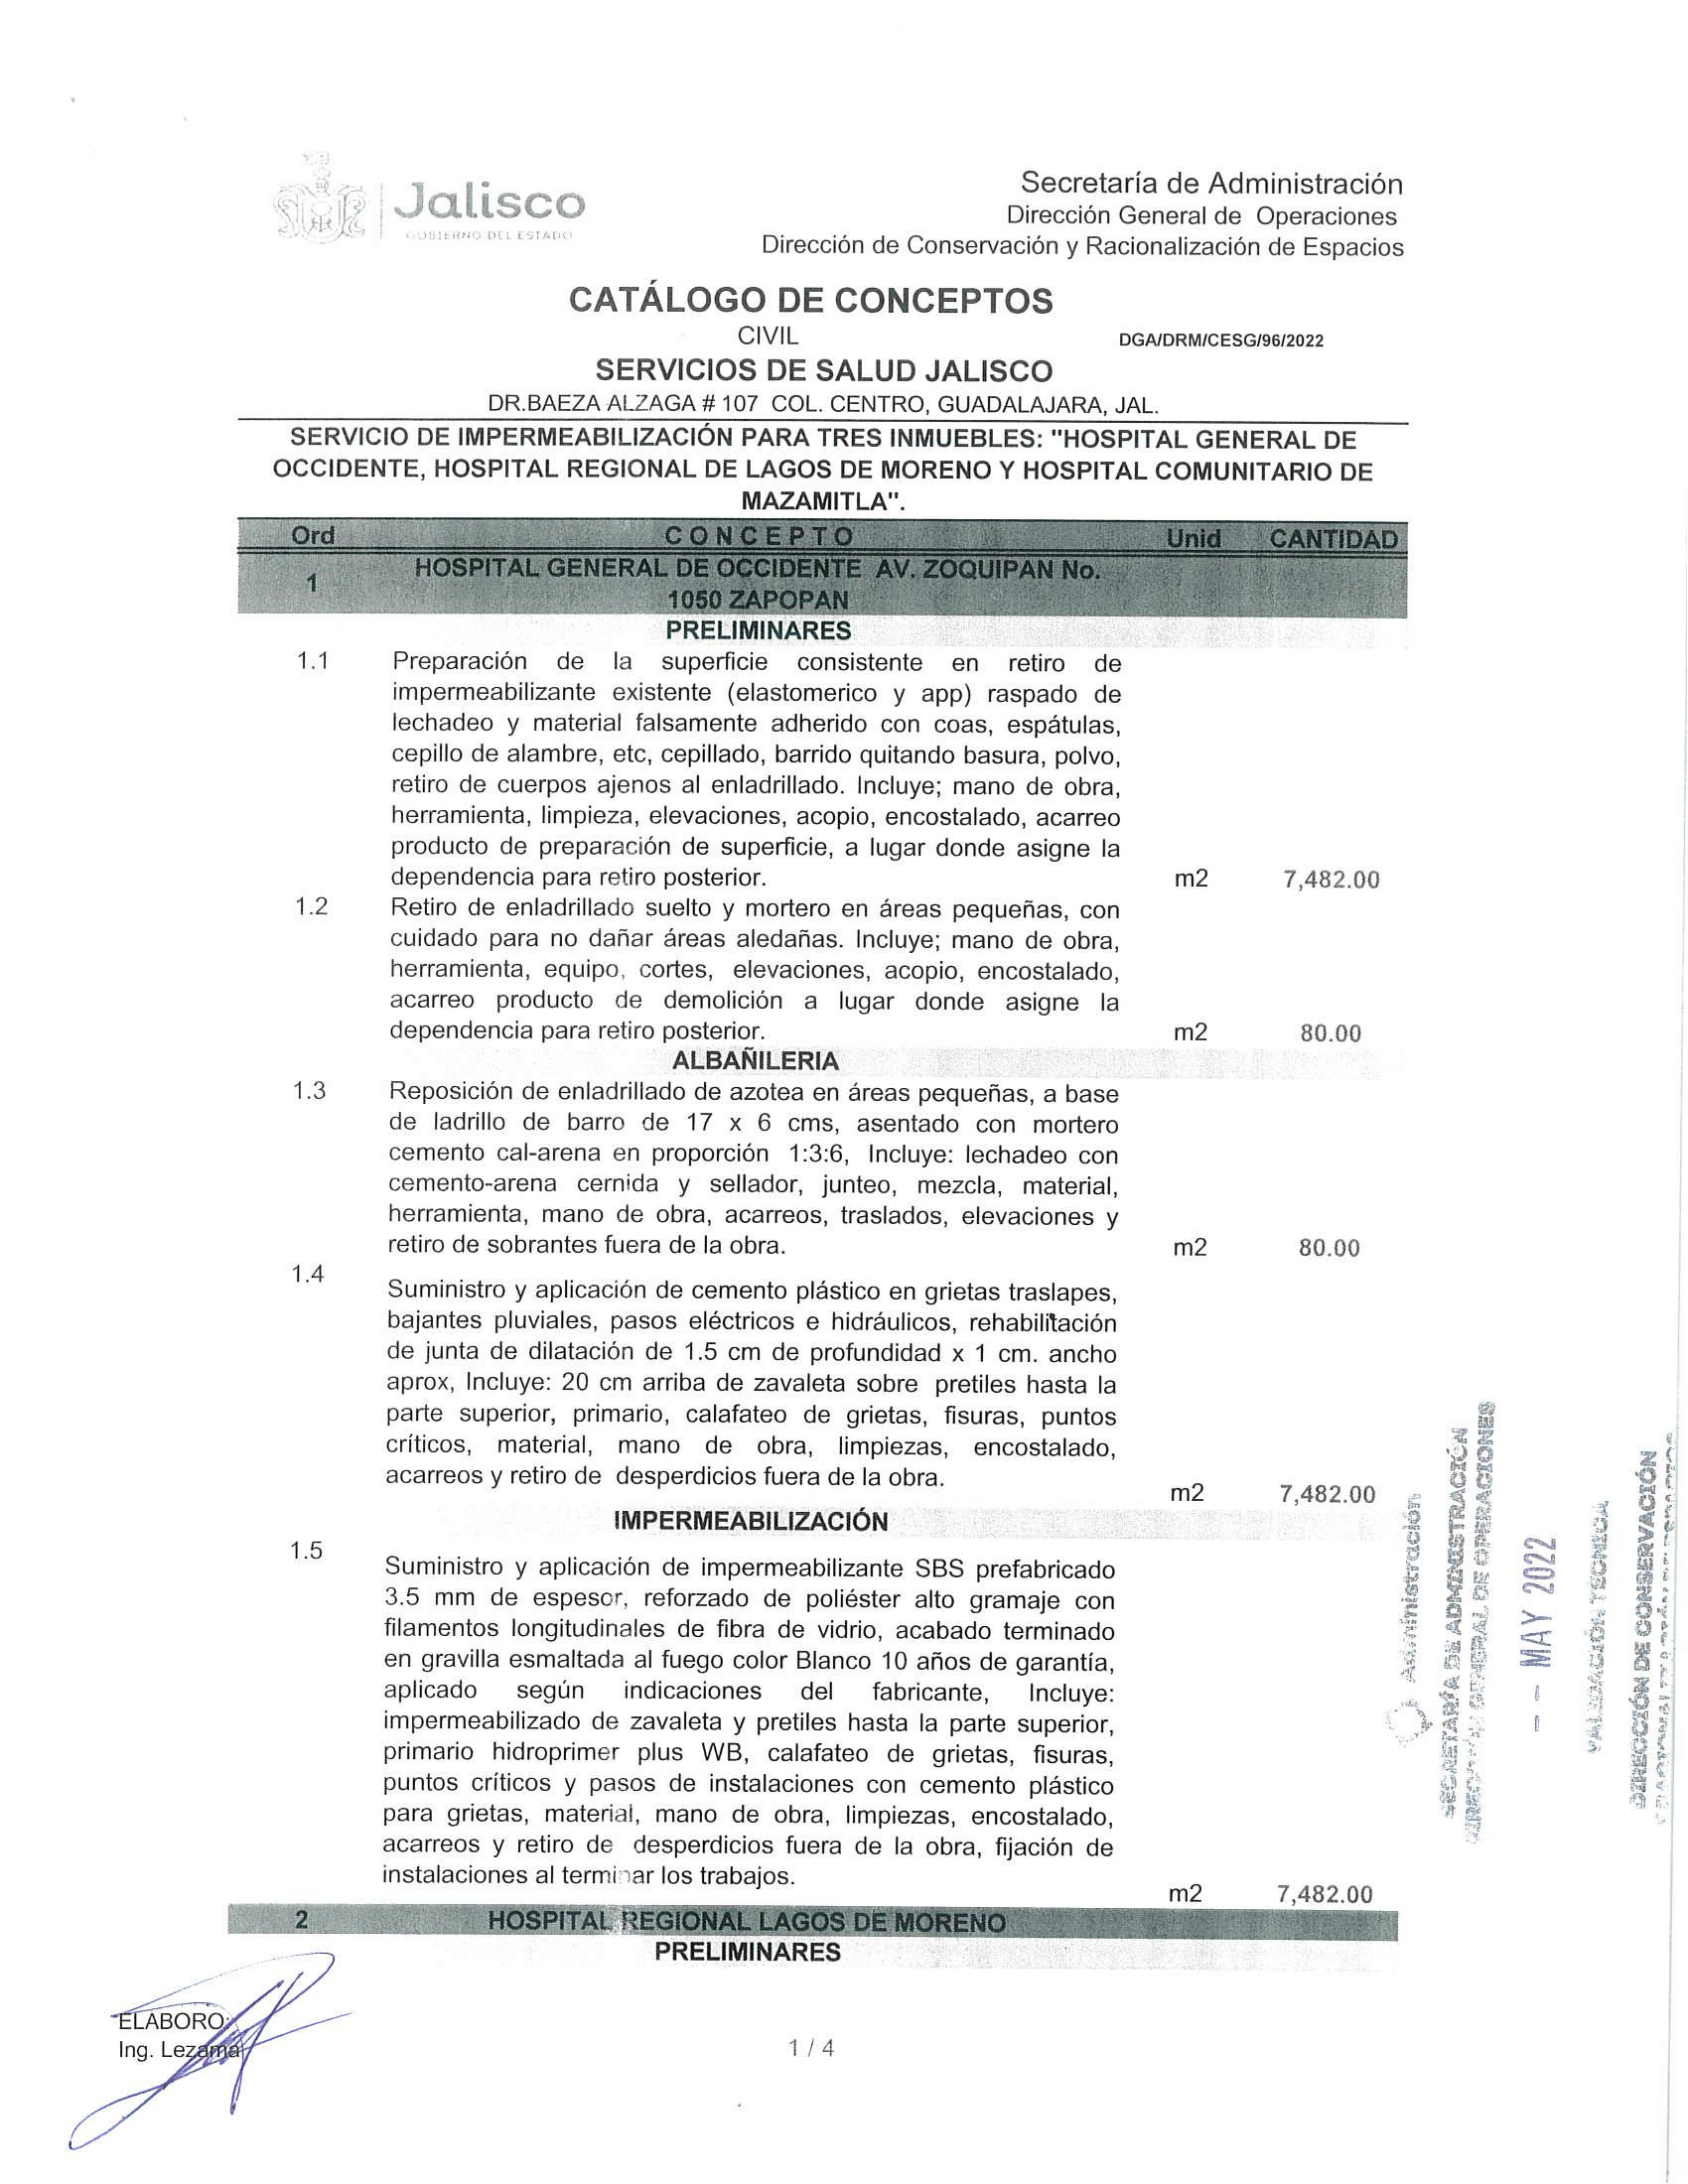 Jalisco
GOBIERNO DEL ESTADO
Secretaría de Administración
Dirección General de Operaciones
Dirección de Conservación y Racionalización de Espacios
CATÁLOGO DE CONCEPTOS
CIVIL
DGA/DRM/CESG/96/2022
SERVICIOS DE SALUD JALISCO
DR.BAEZA ALZAGA # 107 COL. CENTRO, GUADALAJARA, JAL.
SERVICIO DE IMPERMEABILIZACIÓN PARA TRES INMUEBLES: "HOSPITAL GENERAL DE
OCCIDENTE, HOSPITAL REGIONAL DE LAGOS DE MORENO Y HOSPITAL COMUNITARIO DE
MAZAMITLA".
Ord CONCEPTO Unid CANTIDAD
1 HOSPITAL GENERAL DE OCCIDENTE AV. ZOQUIPAN No.
1050 ZAPOPAN
PRELIMINARES
1.1 Preparación de la superficie consistente en retiro de
impermeabilizante existente (elastomerico y app) raspado de
lechadeo y material falsamente adherido con coas, espátulas,
cepillo de alambre, etc, cepillado, barrido quitando basura, polvo,
retiro de cuerpos ajenos al enladrillado. Incluye; mano de obra,
herramienta, limpieza, elevaciones, acopio, encostalado, acarreo
producto de preparación de superficie, a lugar donde asigne la
dependencia para retiro posterior. m2 7,482.00
1.2 Retiro de enladrillado suelto y mortero en áreas pequeñas, con
cuidado para no dañar áreas aledañas. Incluye; mano de obra,
herramienta, equipo, cortes, elevaciones, acopio, encostalado,
acarreo producto de demolición a lugar donde asigne la
dependencia para retiro posterior. m2 80.00
ALBAÑILERIA
1.3 Reposición de enladrillado de azotea en áreas pequeñas, a base
de ladrillo de barro de 17 x 6 cms, asentado con mortero
cemento cal-arena en proporción 1:3:6, Incluye: lechadeo con
cemento-arena cernida y sellador, junteo, mezcla, material,
herramienta, mano de obra, acarreos, traslados, elevaciones y
retiro de sobrantes fuera de la obra. m2 80.00
1.4
Suministro y aplicación de cemento plástico en grietas traslapes,
bajantes pluviales, pasos eléctricos e hidráulicos, rehabilitación
de junta de dilatación de 1.5 cm de profundidad x 1 cm. ancho
aprox, Incluye: 20 cm arriba de zavaleta sobre pretiles hasta la
parte superior, primario, calafateo de grietas, fisuras, puntos
críticos, material, mano de obra, limpiezas, encostalado,
acarreos y retiro de desperdicios fuera de la obra. m2 7,482.00
IMPERMEABILIZACIÓN
1.5
Suministro y aplicación de impermeabilizante SBS prefabricado
3.5 mm de espesor, reforzado de poliéster alto gramaje con
filamentos longitudinales de fibra de vidrio, acabado terminado
en gravilla esmaltada al fuego color Blanco 10 años de garantía,
aplicado según indicaciones del fabricante, Incluye:
impermeabilizado de zavaleta y pretiles hasta la parte superior,
primario hidroprimer plus WB, calafateo de grietas, fisuras,
puntos críticos y pasos de instalaciones con cemento plástico
para grietas, material, mano de obra, limpiezas, encostalado,
acarreos y retiro de desperdicios fuera de la obra, fijación de
instalaciones al terminar los trabajos. m2 7,482.00
2 HOSPITAL REGIONAL LAGOS DE MORENO
PRELIMINARES
ELABORO:
Ing. Lezama
1 / 4
Administración
SECRETARÍA DE ADMINISTRACIÓN
GENERAL DE OPERACIONES
- - MAY 2022
VALIDACIÓN TECNICA
DIRECCIÓN DE CONSERVACIÓN